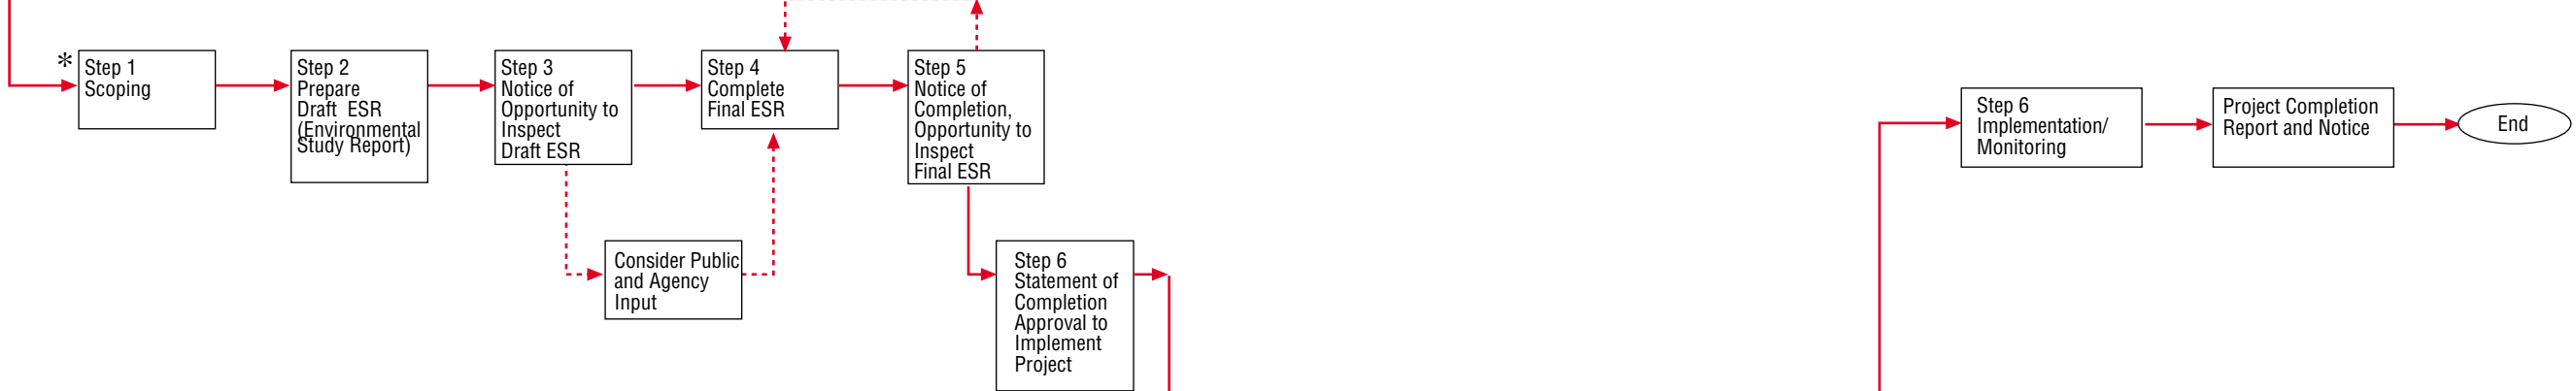 *
Step 1
Scoping
Step 2
Prepare
Draft ESR
(Environmental
Study Report)
Step 3
Notice of
Opportunity to
Inspect
Draft ESR
Step 4
Complete
Final ESR
Step 5
Notice of
Completion,
Opportunity to
Inspect
Final ESR
Consider Public
and Agency
Input
Step 6
Statement of
Completion
Approval to
Implement
Project
Step 6
Implementation/
Monitoring
Project Completion
Report and Notice
End